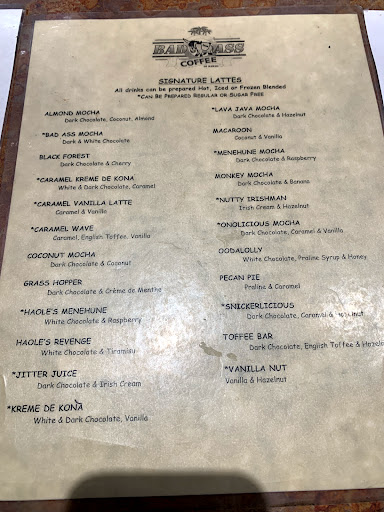 BAD ASS
COFFEE
SIGNATURE LATTES
All drinks can be prepared Hot, Iced or Frozen Blended
*Can Be Prepared Regular or Sugar Free
ALMOND MOCHA
Dark Chocolate, Coconut, Almond
*BAD ASS MOCHA
Dark & White Chocolate
BLACK FOREST
Dark Chocolate & Cherry
*CARAMEL KREME DE KONA
White & Dark Chocolate, Caramel
*CARAMEL VANILLA LATTE
Caramel & Vanilla
*CARAMEL WAVE
Caramel, English Toffee, Vanilla
COCONUT MOCHA
Dark Chocolate & Coconut
GRASS HOPPER
Dark Chocolate & Crème de Menthe
*HAOLE'S MENEHUNE
White Chocolate & Raspberry
HAOLE'S REVENGE
White Chocolate & Tiramisu
*JITTER JUICE
Dark Chocolate & Irish Cream
*KREME DE KONA
White & Dark Chocolate, Vanilla
*LAVA JAVA MOCHA
Dark Chocolate & Hazelnut
MACAROON
Coconut & Vanilla
*MENEHUNE MOCHA
Dark Chocolate & Raspberry
MONKEY MOCHA
Dark Chocolate & Banana
*NUTTY IRISHMAN
Irish Cream & Hazelnut
*ONOLICIOUS MOCHA
Dark Chocolate, Caramel & Vanilla
OODALOLLY
White Chocolate, Praline Syrup & Honey
PECAN PIE
Praline & Caramel
*SNICKERLICIOUS
Dark Chocolate, Caramel & Hazelnut
TOFFEE BAR
Dark Chocolate, English Toffee &
*VANILLA NUT
Vanilla & Hazelnut